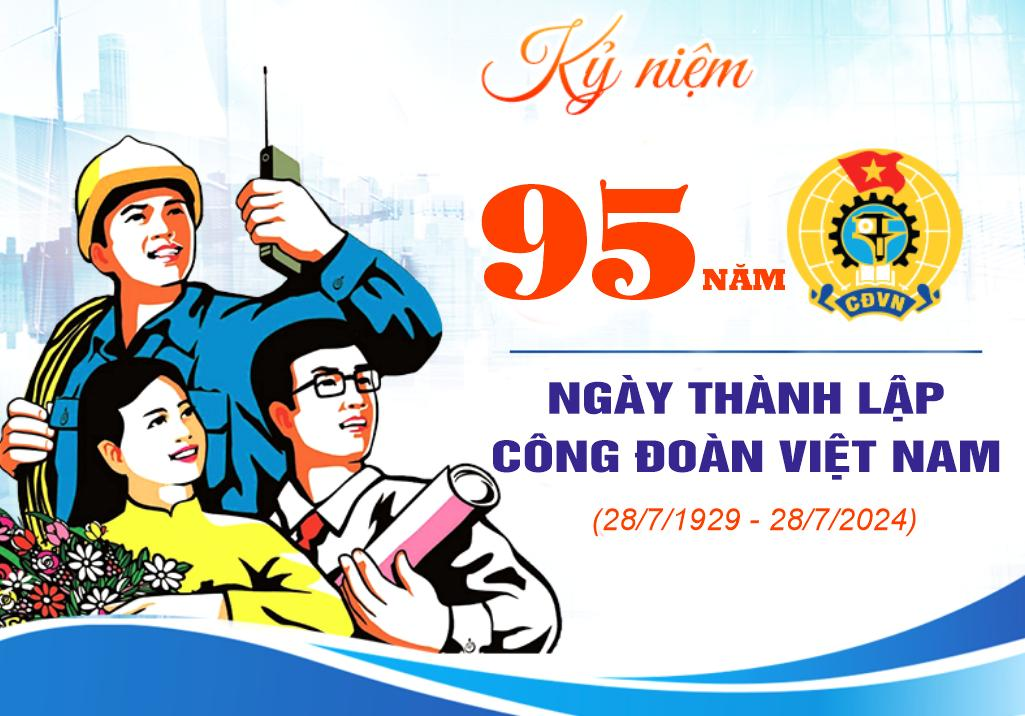 Kỷ niệm
95 NĂM
CĐVN
NGÀY THÀNH LẬP
CÔNG ĐOÀN VIỆT NAM
(28/7/1929 - 28/7/2024)